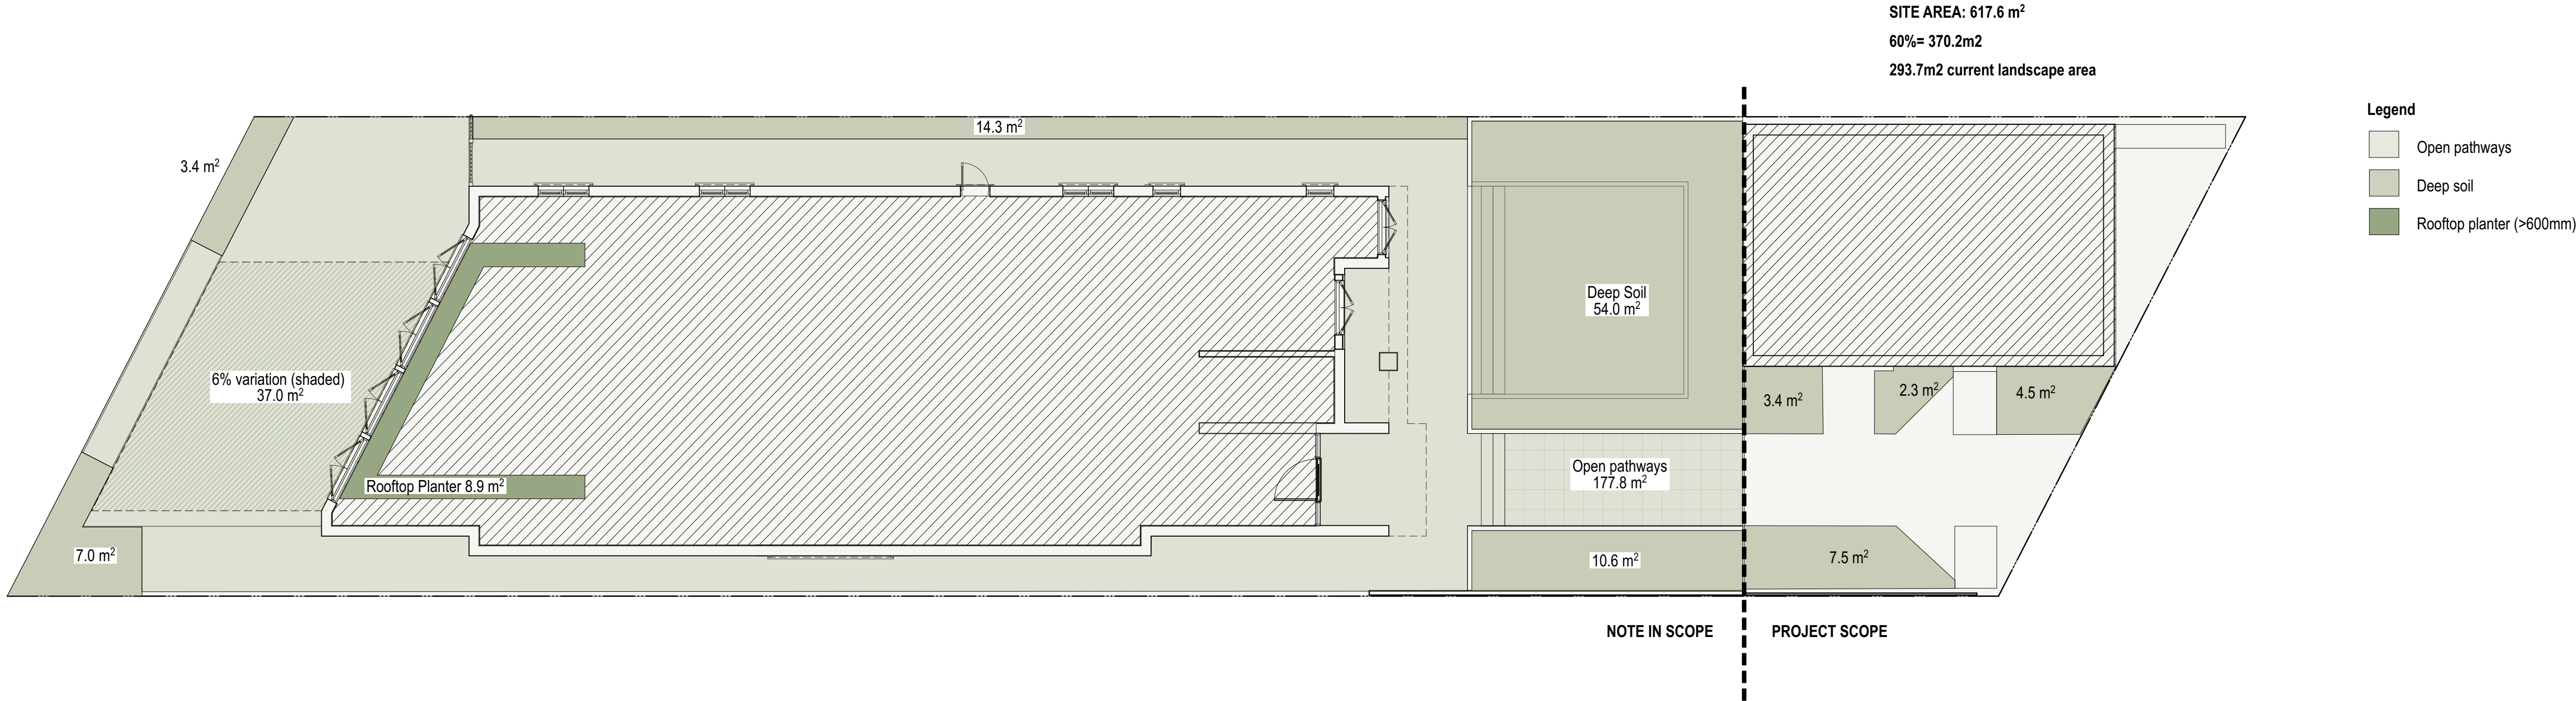 SITE AREA: 617.6 m²
60%= 370.2m2
293.7m2 current landscape area
Legend
Open pathways
Deep soil
Rooftop planter (>600mm)
14.3 m²
3.4 m²
Deep Soil
54.0 m²
6% variation (shaded)
37.0 m²
3.4 m²
2.3 m²
4.5 m²
Open pathways
177.8 m²
Rooftop Planter 8.9 m²
7.0 m²
10.6 m²
7.5 m²
NOTE IN SCOPE
PROJECT SCOPE